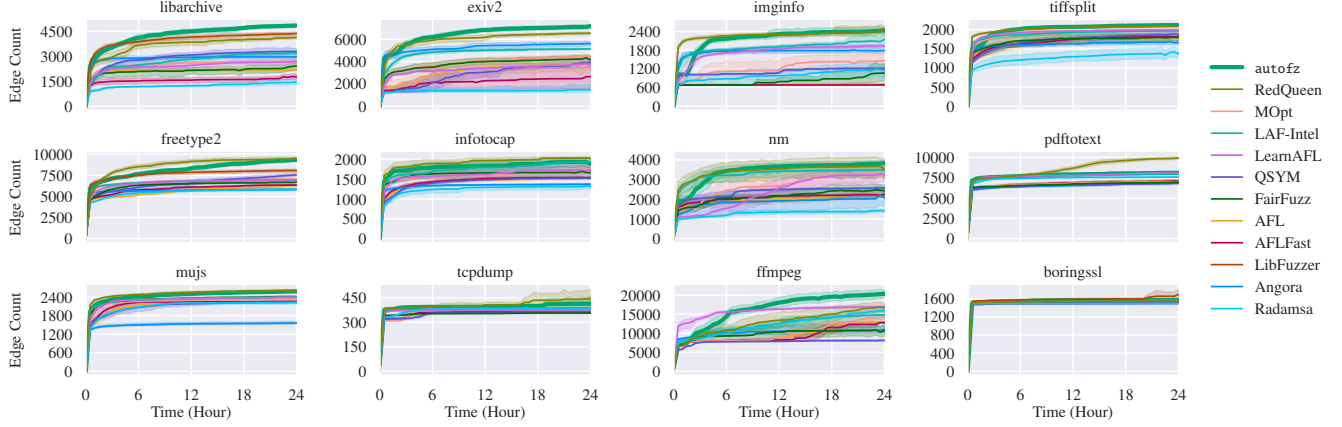 libarchive
exiv2
imginfo
tiffsplit
Edge Count
4500
3000
1500
0
6000
4000
2000
0
2400
1800
1200
600
0
2000
1500
1000
500
0
freetype2
infotocap
nm
pdftotext
Edge Count
10000
7500
5000
2500
0
2000
1500
1000
500
0
4000
3000
2000
1000
0
10000
7500
5000
2500
0
mujs
tcpdump
ffmpeg
boringssl
Edge Count
2400
1800
1200
600
0
450
300
150
0
20000
15000
10000
5000
0
1600
1200
800
400
0
0 6 12 18 24
0 6 12 18 24
0 6 12 18 24
0 6 12 18 24
Time (Hour)
Time (Hour)
Time (Hour)
Time (Hour)
autofz
RedQueen
MOpt
LAF-Intel
LearnAFL
QSYM
FairFuzz
AFL
AFLFast
LibFuzzer
Angora
Radamsa